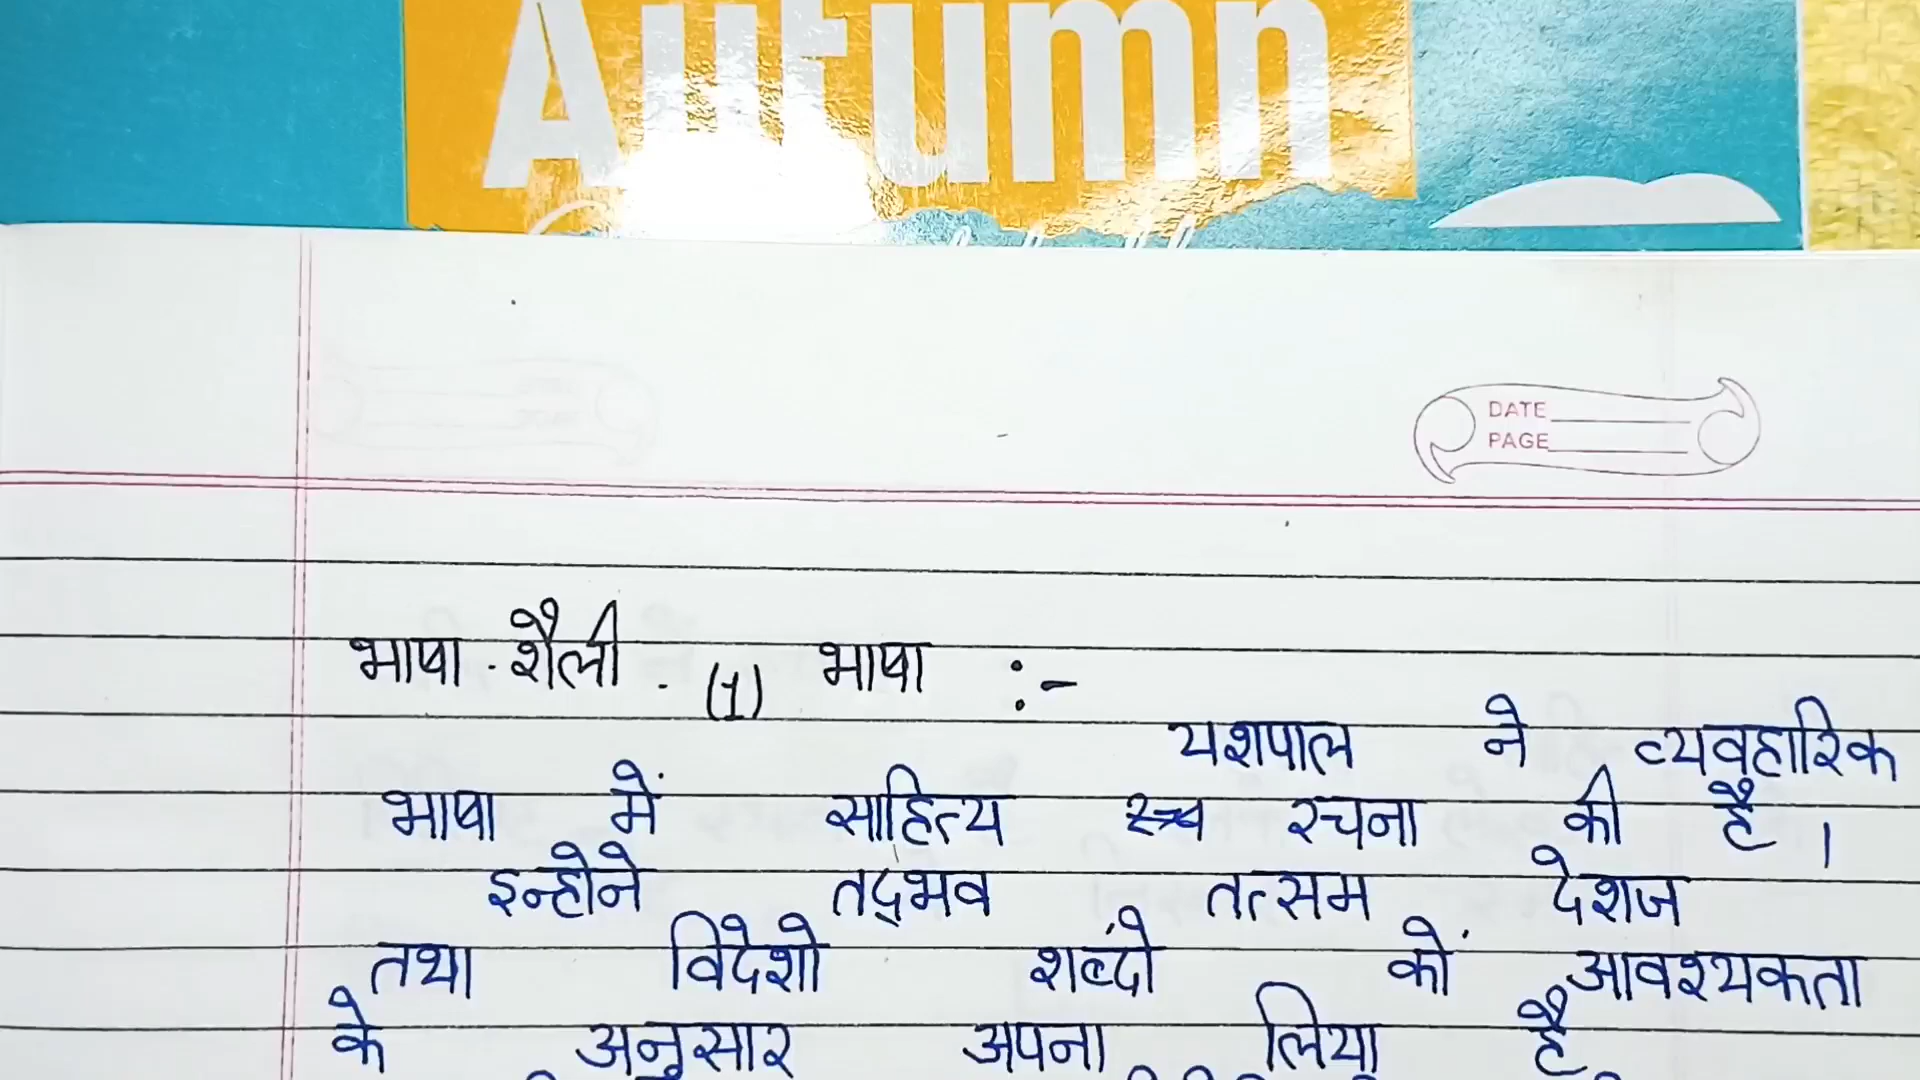 Autumn
DATE
PAGE
भाषा - शैली - (1) भाषा :-
यशपाल ने व्यवहारिक
भाषा में साहित्य रचना की है ।
इन्होने तद्भव तत्सम देशज
तथा विदेशो शब्दों कों आवश्यकता
के अनुसार अपना लिया है